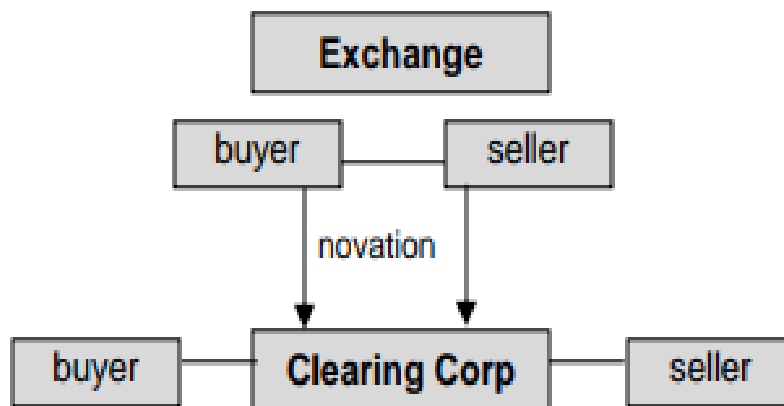 Exchange
buyer
seller
novation
buyer
Clearing Corp
seller